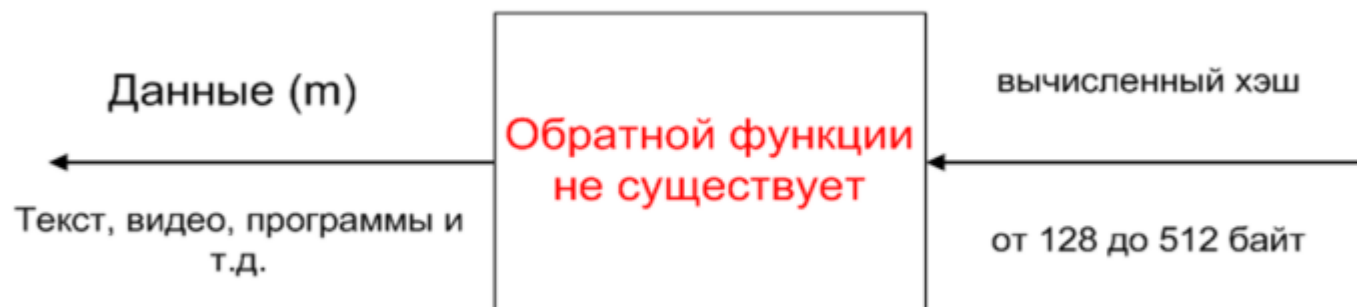 Данные (m)
Текст, видео, программы и
т.д.
Обратной функции
не существует
вычисленный хэш
от 128 до 512 байт